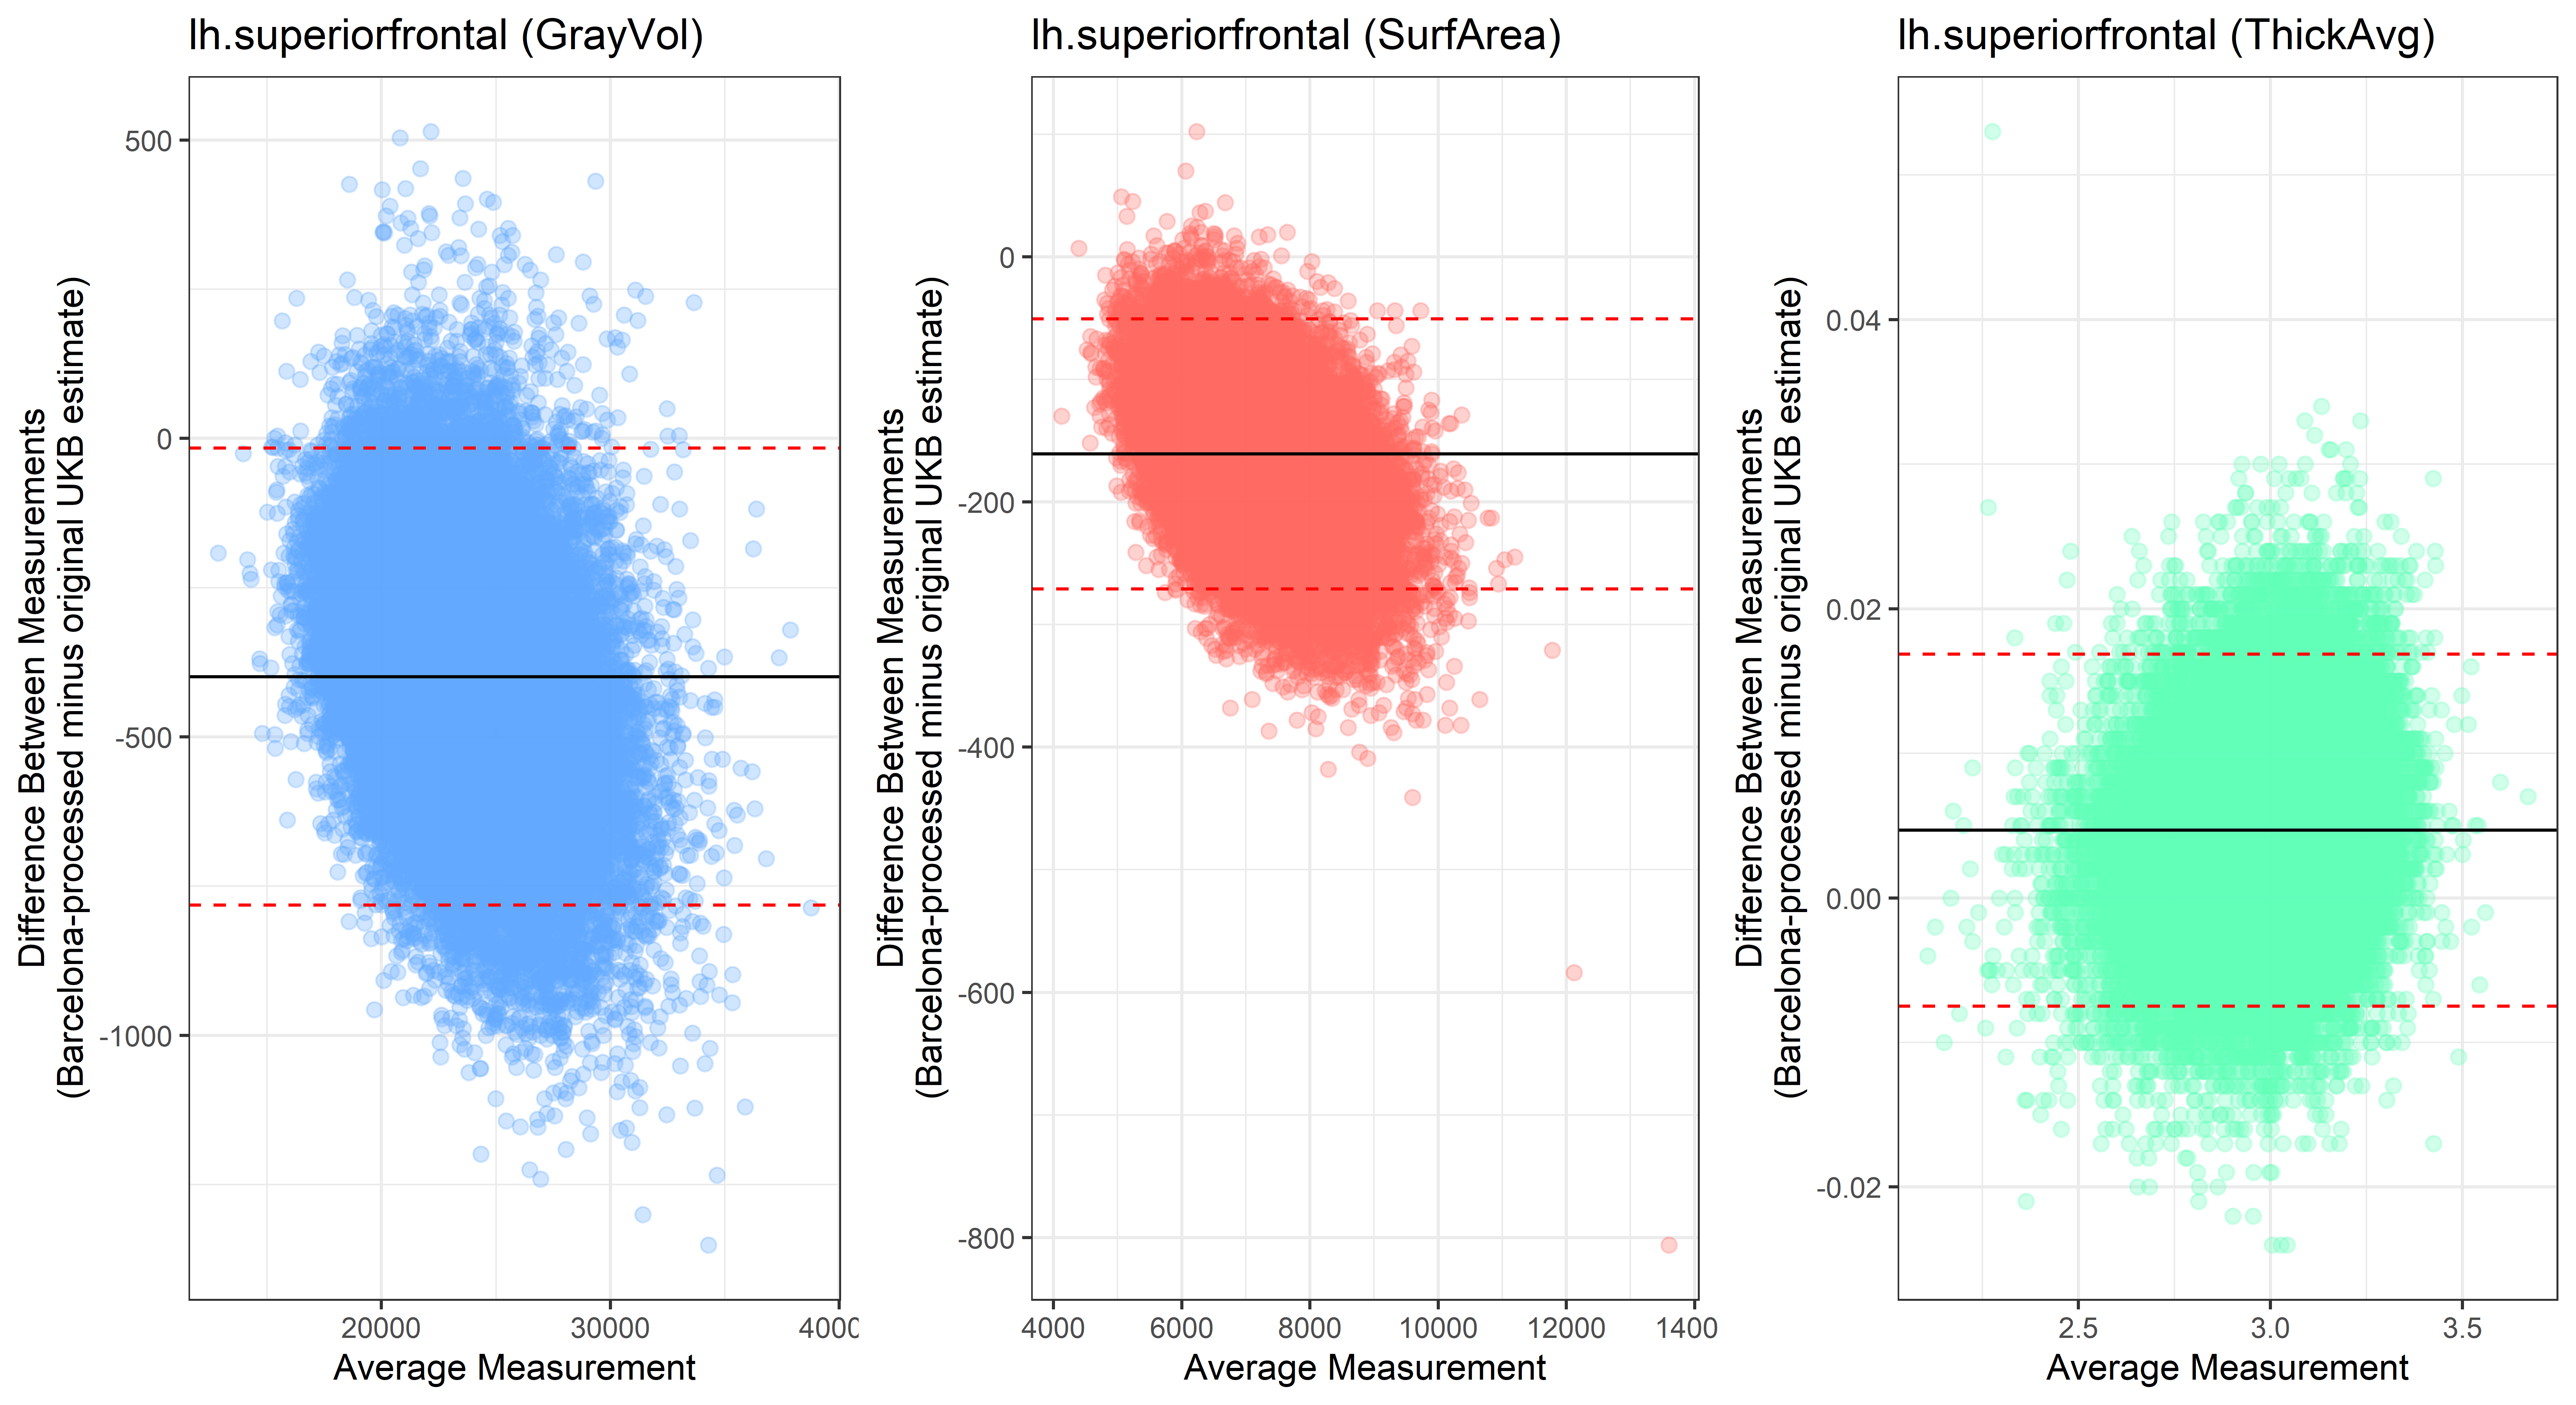 lh.superiorfrontal (GrayVol)
Difference Between Measurements
(Barcelona-processed minus original UKB estimate)
500
0
-500
-1000
20000
30000
4000
Average Measurement
lh.superiorfrontal (SurfArea)
Difference Between Measurements
(Barcelona-processed minus original UKB estimate)
0
-200
-400
-600
-800
4000
6000
8000
10000
12000
1400
Average Measurement
lh.superiorfrontal (ThickAvg)
Difference Between Measurements
(Barcelona-processed minus original UKB estimate)
0.04
0.02
0.00
-0.02
2.5
3.0
3.5
Average Measurement